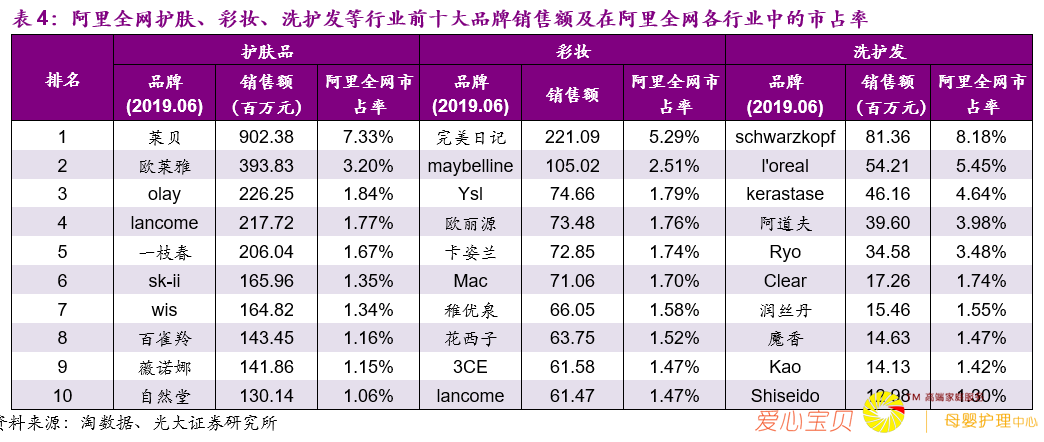 表 4：阿里全网护肤、彩妆、洗护发等行业前十大品牌销售额及在阿里全网各行业中的市占率
排名 护肤品 彩妆 洗护发
品牌(2019.06) 销售额（百万元） 阿里全网市占率 品牌(2019.06) 销售额 阿里全网市占率 品牌(2019.06) 销售额（百万元） 阿里全网市占率
1 莱贝 902.38 7.33% 完美日记 221.09 5.29% schwarzkopf 81.36 8.18%
2 欧莱雅 393.83 3.20% maybelline 105.02 2.51% l'oreal 54.21 5.45%
3 olay 226.25 1.84% Ysl 74.66 1.79% kerastase 46.16 4.64%
4 lancome 217.72 1.77% 欧丽源 73.48 1.76% 阿道夫 39.60 3.98%
5 一枝春 206.04 1.67% 卡姿兰 72.85 1.74% Ryo 34.58 3.48%
6 sk-ii 165.96 1.35% Mac 71.06 1.70% Clear 17.26 1.74%
7 wis 164.82 1.34% 稚优泉 66.05 1.58% 润丝丹 15.46 1.55%
8 百雀羚 143.45 1.16% 花西子 63.75 1.52% 魔香 14.63 1.47%
9 薇诺娜 141.86 1.15% 3CE 61.58 1.47% Kao 14.13 1.42%
10 自然堂 130.14 1.06% lancome 61.47 1.47% Shiseido 12.98 1.30%
资料来源：淘数据、光大证券研究所
爱心宝贝 TM 高端家庭服务 母婴护理中心